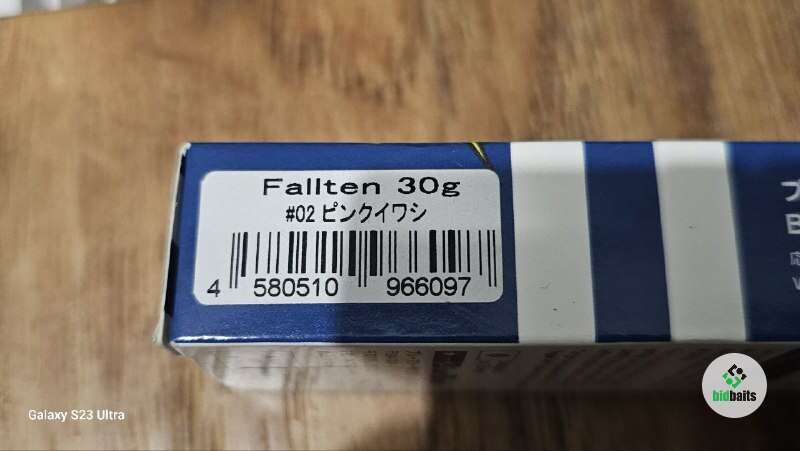 Fallten 30g
#02 ピンクイワシ
4 580510 966097
Galaxy S23 Ultra
bidbaits